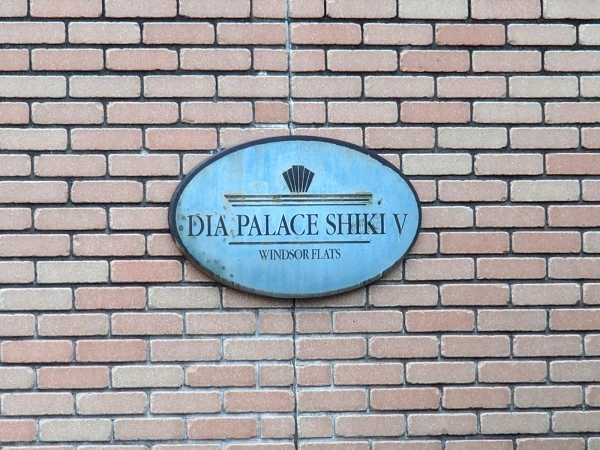 DIA PALACE SHIKI V
WINDSOR FLATS